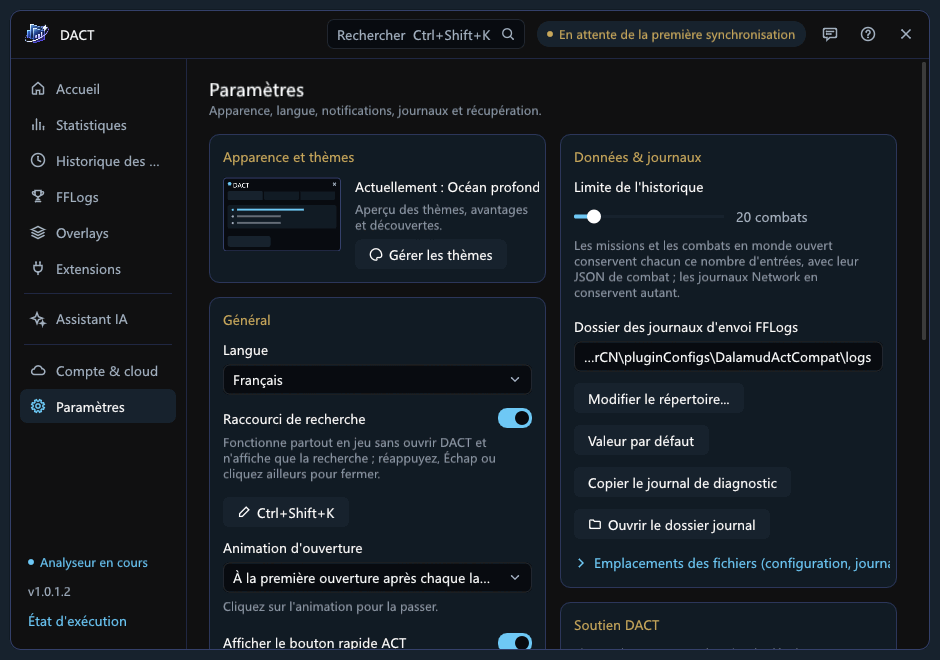 DACT
Rechercher Ctrl+Shift+K
En attente de la première synchronisation
Accueil
Statistiques
Historique des ...
FFLogs
Overlays
Extensions
Assistant IA
Compte & cloud
Paramètres
Analyseur en cours
v1.0.1.2
État d'exécution
Paramètres
Apparence, langue, notifications, journaux et récupération.
Apparence et thèmes
DACT
Actuellement : Océan profond
Aperçu des thèmes, avantages
et découvertes.
Gérer les thèmes
Général
Langue
Français
Raccourci de recherche
Fonctionne partout en jeu sans ouvrir DACT et
n'affiche que la recherche ; réappuyez, Échap ou
cliquez ailleurs pour fermer.
Ctrl+Shift+K
Animation d'ouverture
À la première ouverture après chaque la...
Cliquez sur l'animation pour la passer.
Afficher le bouton rapide ACT
Données & journaux
Limite de l'historique
20 combats
Les missions et les combats en monde ouvert
conservent chacun ce nombre d'entrées, avec leur
JSON de combat ; les journaux Network en
conservent autant.
Dossier des journaux d'envoi FFLogs
...rCN\pluginConfigs\DalamudActCompat\logs
Modifier le répertoire...
Valeur par défaut
Copier le journal de diagnostic
Ouvrir le dossier journal
Emplacements des fichiers (configuration, journa
Soutien DACT